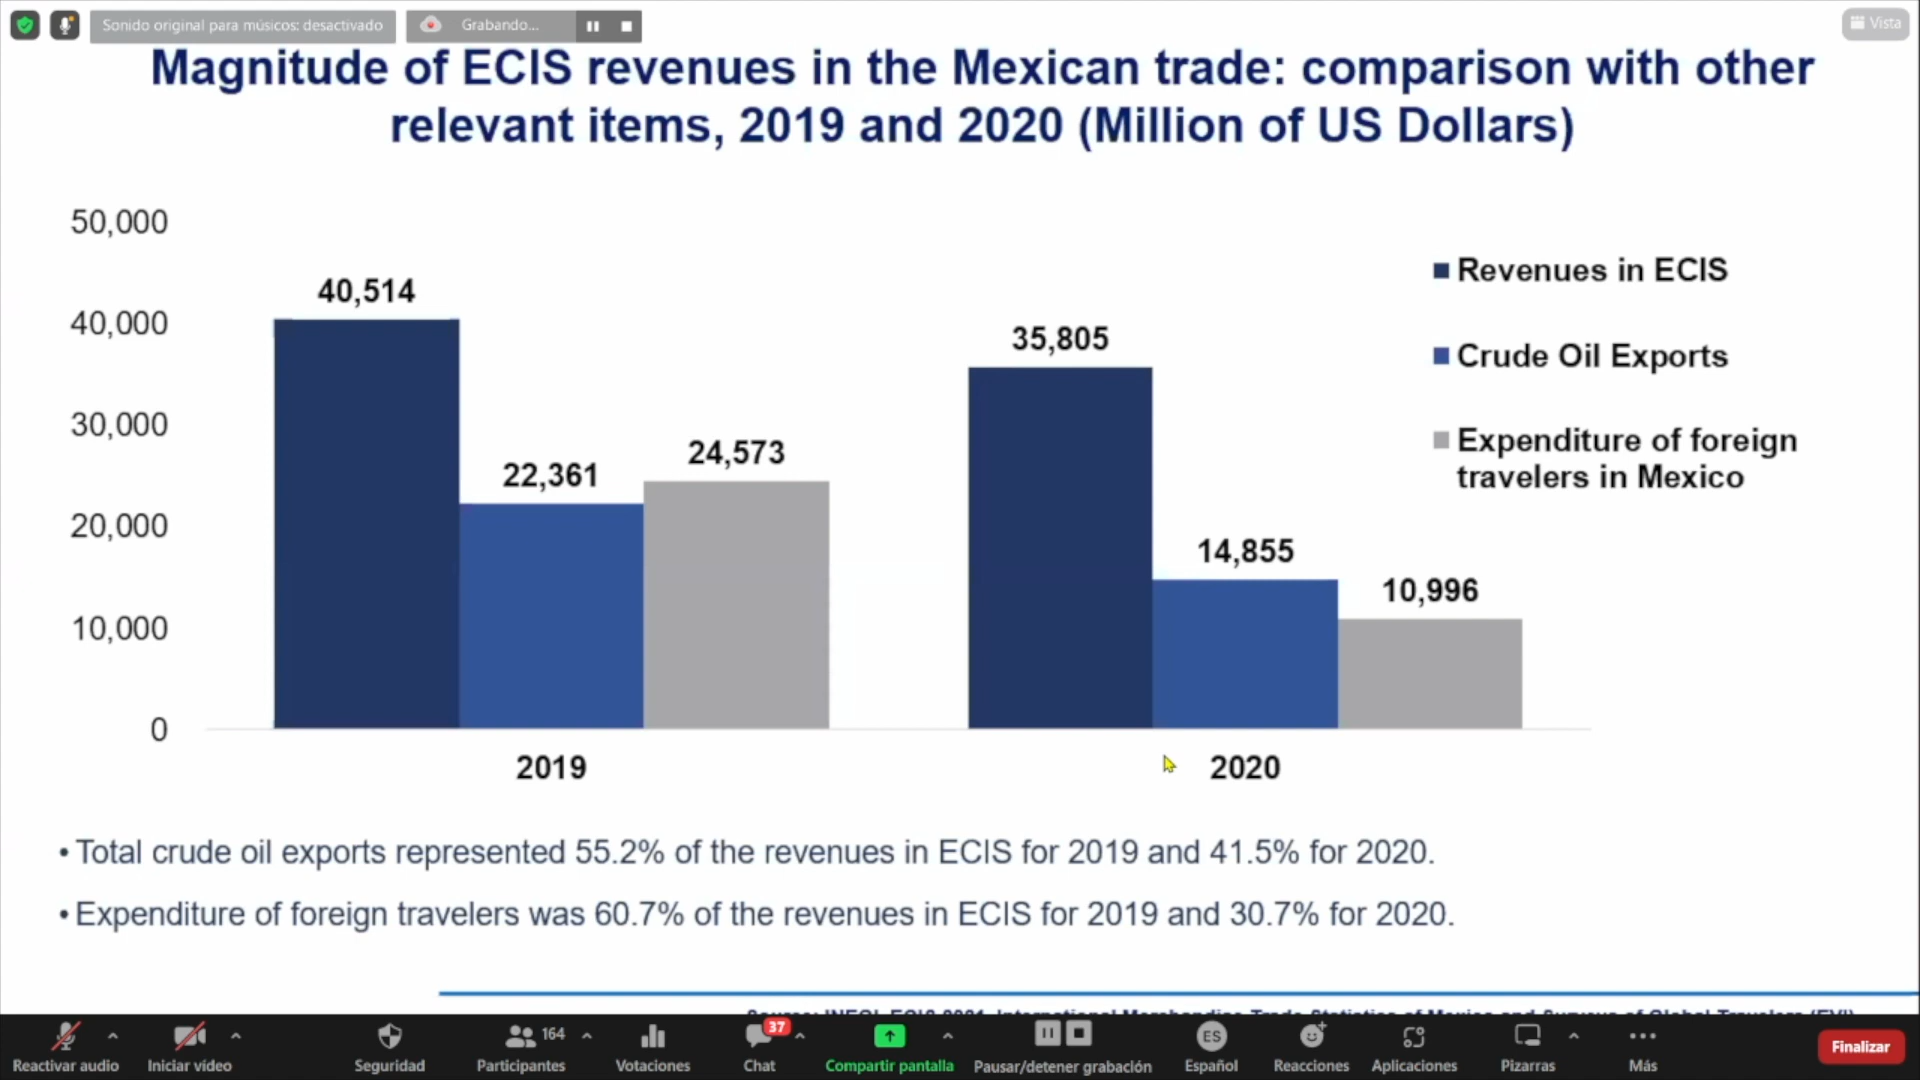 Sonido original para músicos: desactivado
Grabando...
Vista
Magnitude of ECIS revenues in the Mexican trade: comparison with other
relevant items, 2019 and 2020 (Million of US Dollars)
50,000
40,000
30,000
20,000
10,000
0
40,514
22,361
24,573
35,805
14,855
10,996
2019
2020
Revenues in ECIS
Crude Oil Exports
Expenditure of foreign
travelers in Mexico
• Total crude oil exports represented 55.2% of the revenues in ECIS for 2019 and 41.5% for 2020.
• Expenditure of foreign travelers was 60.7% of the revenues in ECIS for 2019 and 30.7% for 2020.
Reactivar audio
Iniciar vídeo
Seguridad
164
Participantes
Votaciones
37
Chat
Compartir pantalla
Pausar/detener grabación
ES
Español
Reacciones
Aplicaciones
Pizarras
Más
Finalizar